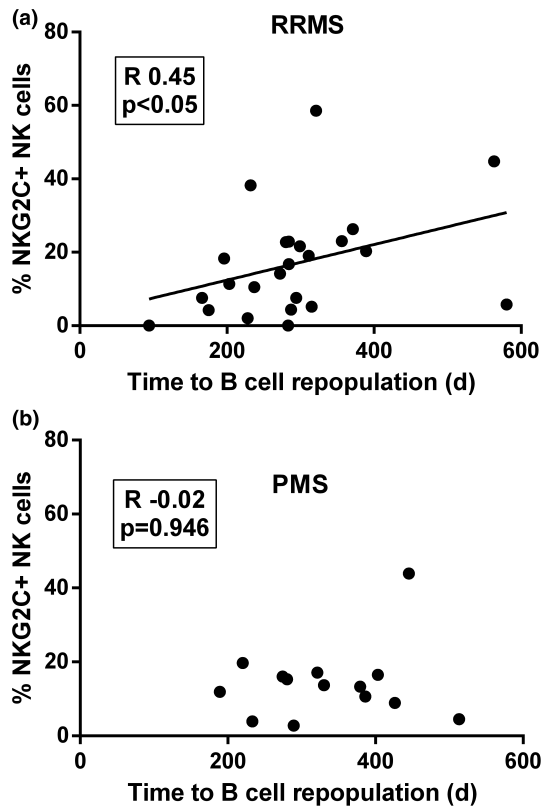 (a)
RRMS
R 0.45
p<0.05
% NKG2C+ NK cells
80
60
40
20
0
0 200 400 600
Time to B cell repopulation (d)
(b)
PMS
R -0.02
p=0.946
% NKG2C+ NK cells
80
60
40
20
0
0 200 400 600
Time to B cell repopulation (d)